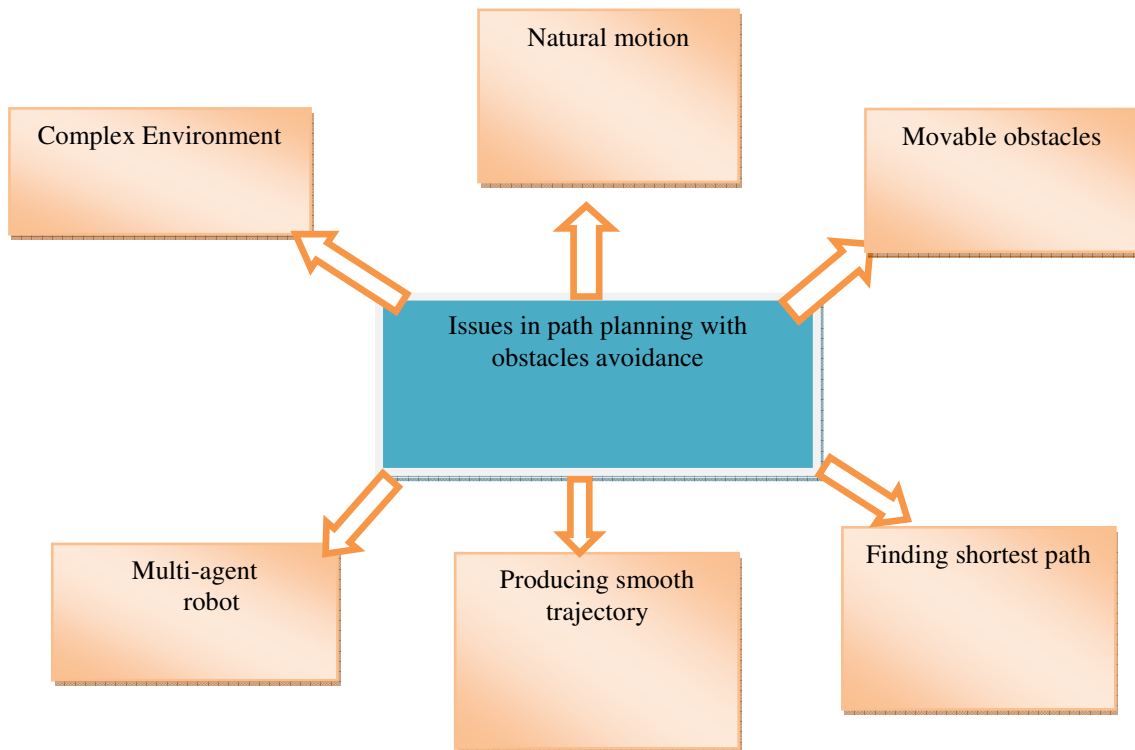 Natural motion
Complex Environment
Movable obstacles
Issues in path planning with
obstacles avoidance
Multi-agent
robot
Producing smooth
trajectory
Finding shortest path